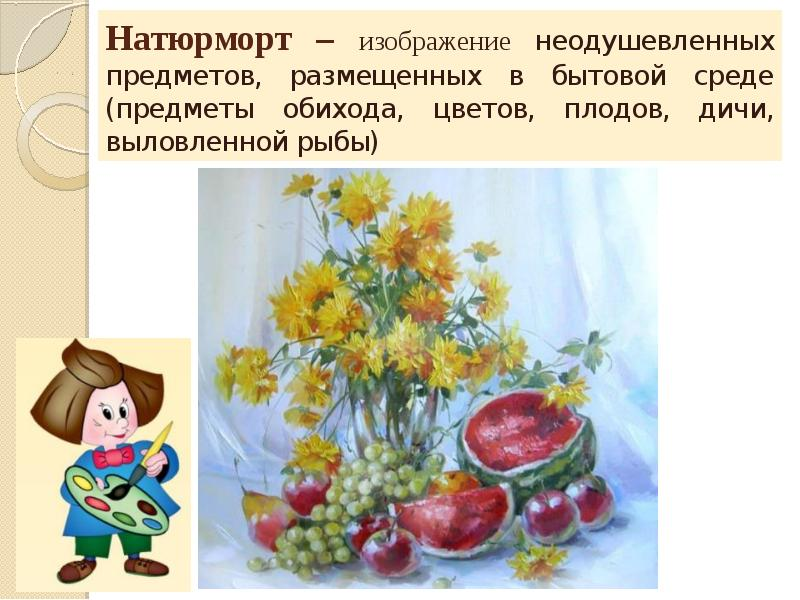 Натюрморт – изображение неодушевленных
предметов, размещенных в бытовой среде
(предметы обихода, цветов, плодов, дичи,
выловленной рыбы)